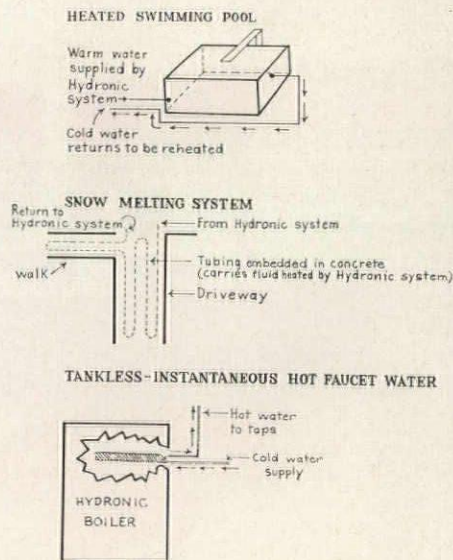 HEATED SWIMMING POOL
Warm water
supplied by
Hydronic
System
Cold water
returns to be reheated
SNOW MELTING SYSTEM
Return to
Hydronic system
From Hydronic system
Tubing embedded in concrete
(carries fluid heated by Hydronic system)
walk
Driveway
TANKLESS-INSTANTANEOUS HOT FAUCET WATER
Hot water
to taps
Cold water
supply
HYDRONIC
BOILER